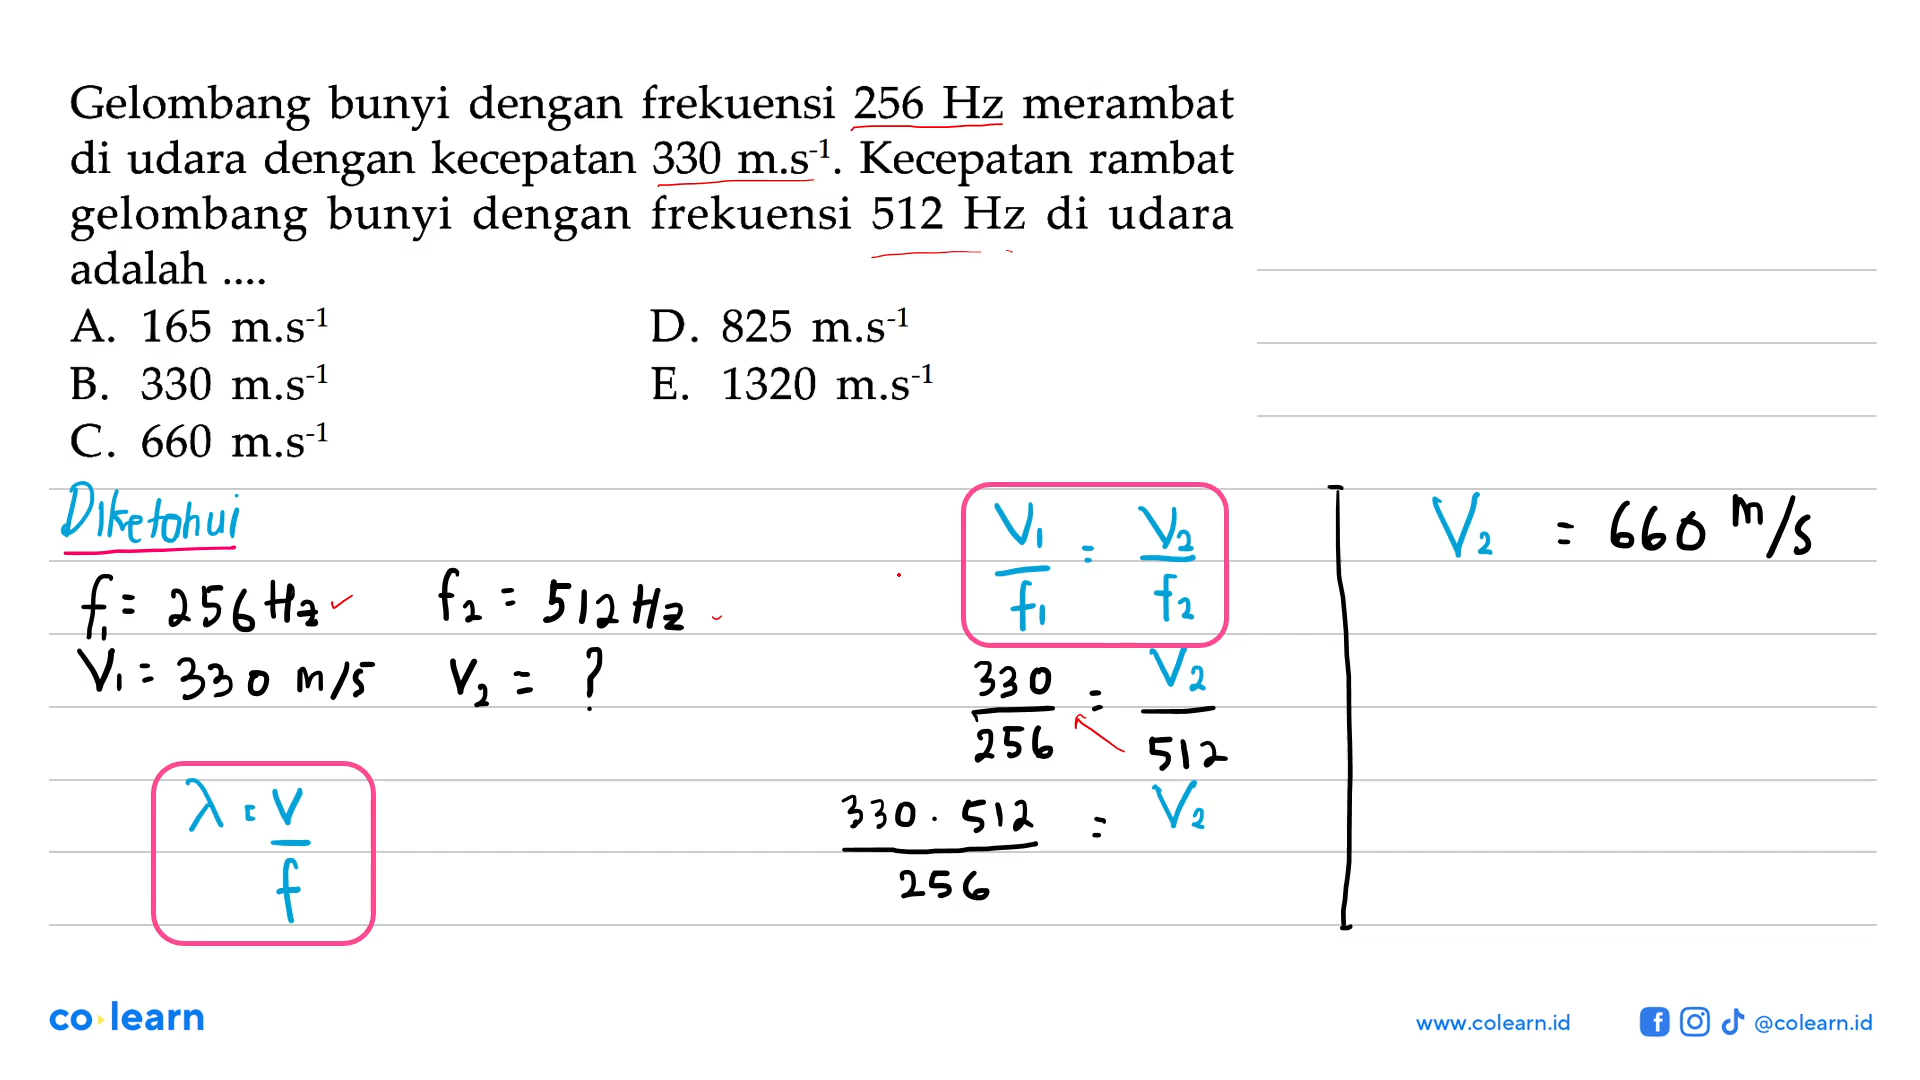 Gelombang bunyi dengan frekuensi 256 Hz merambat
di udara dengan kecepatan 330 m.s⁻¹. Kecepatan rambat
gelombang bunyi dengan frekuensi 512 Hz di udara
adalah ....
A. 165 m.s⁻¹
B. 330 m.s⁻¹
C. 660 m.s⁻¹
D. 825 m.s⁻¹
E. 1320 m.s⁻¹
Diketahui
f₁ = 256 Hz
f₂ = 512 Hz
V₁ = 330 m/s
V₂ = ?
λ = V/f
V₁/f₁ = V₂/f₂
330/256 = V₂/512
330 . 512/256 = V₂
V₂ = 660 m/s
co learn
www.colearn.id
@colearn.id